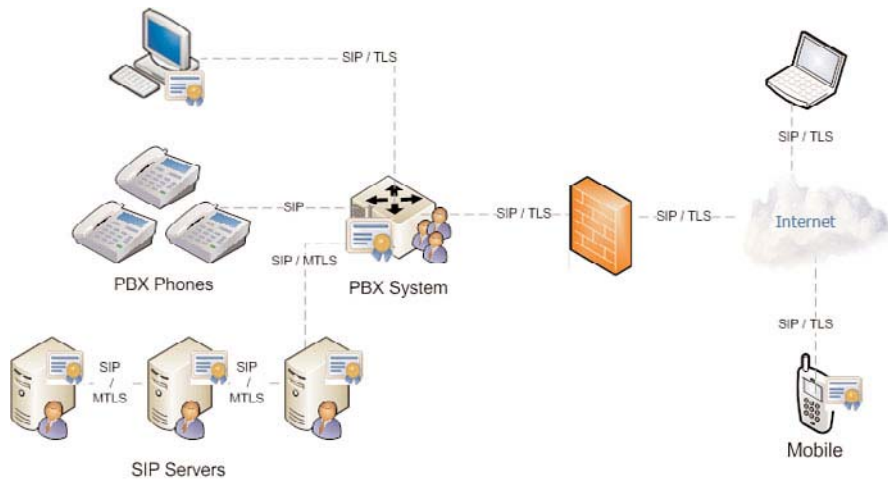 SIP / TLS
SIP / TLS
SIP
SIP / TLS
SIP / TLS
Internet
SIP / MTLS
PBX Phones
PBX System
SIP / TLS
SIP
/
MTLS
SIP
/
MTLS
Mobile
SIP Servers